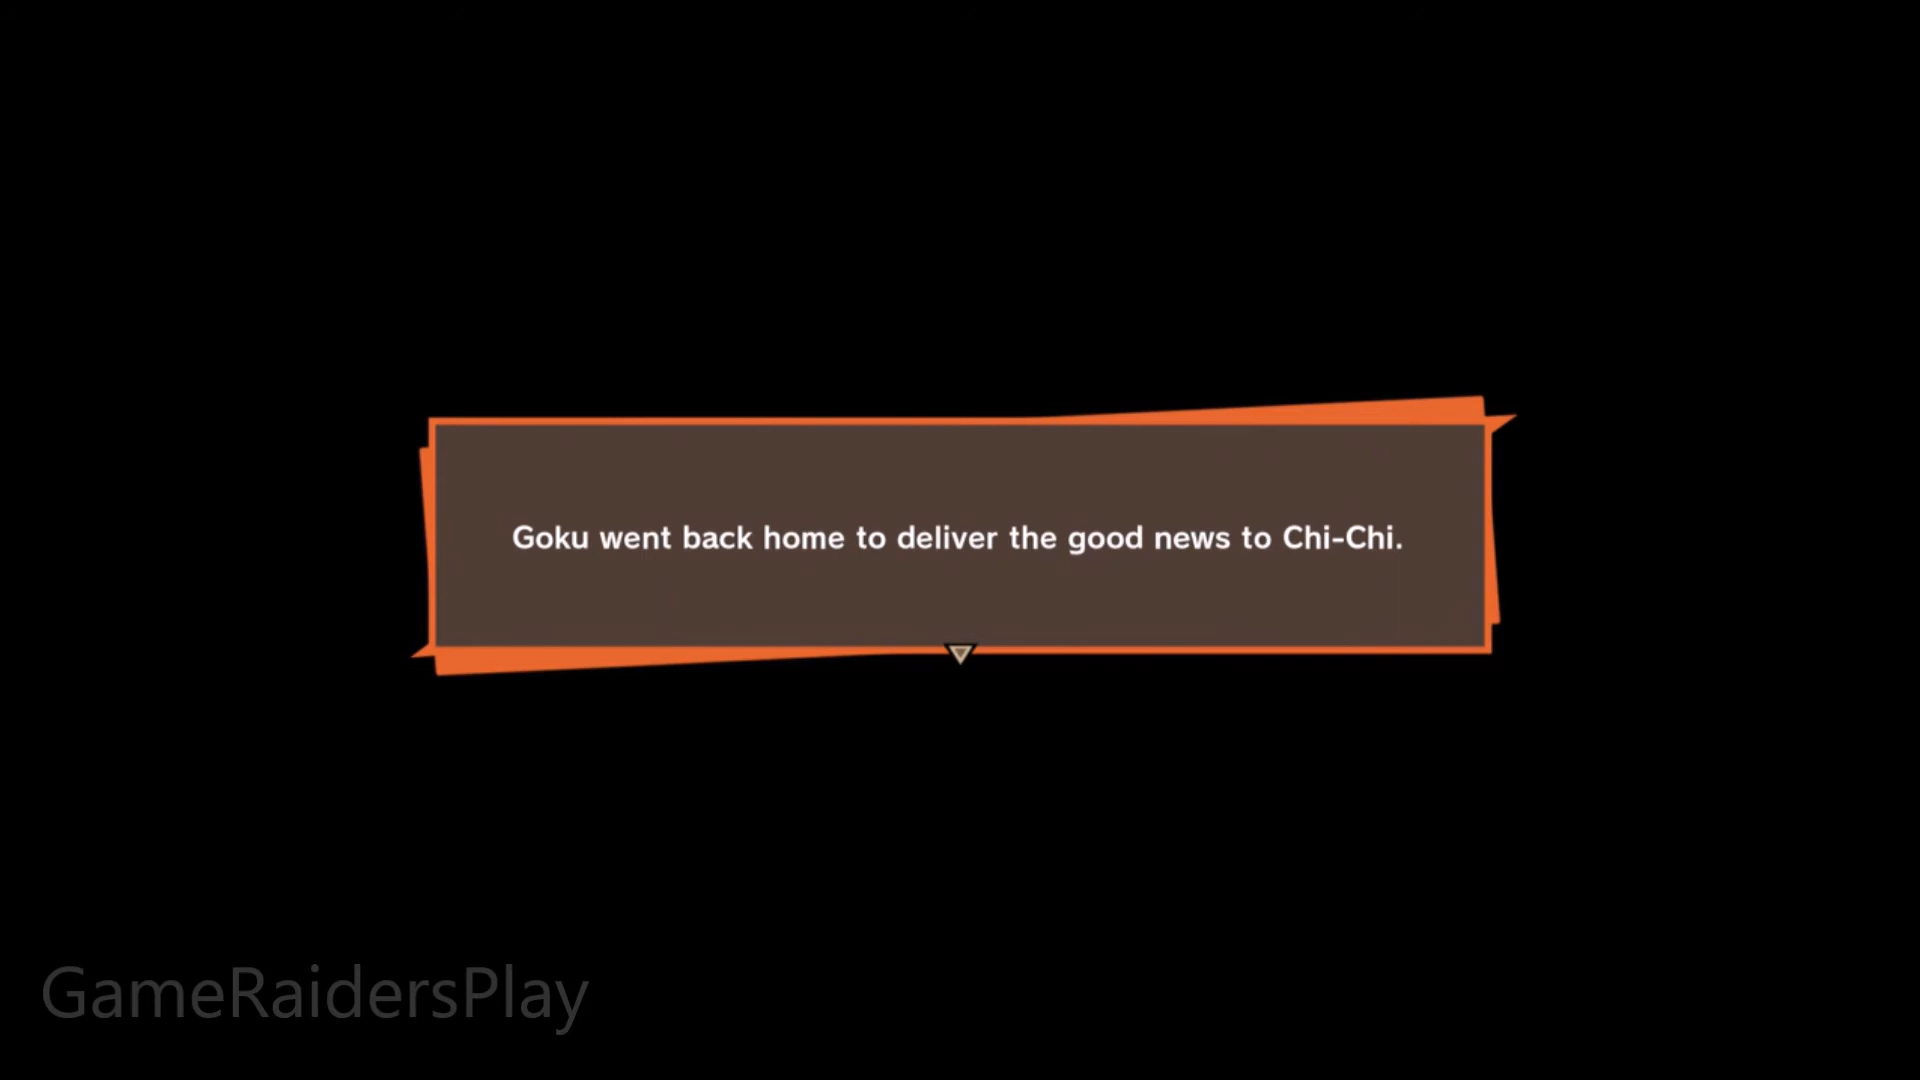 Goku went back home to deliver the good news to Chi-Chi.
GameRaidersPlay